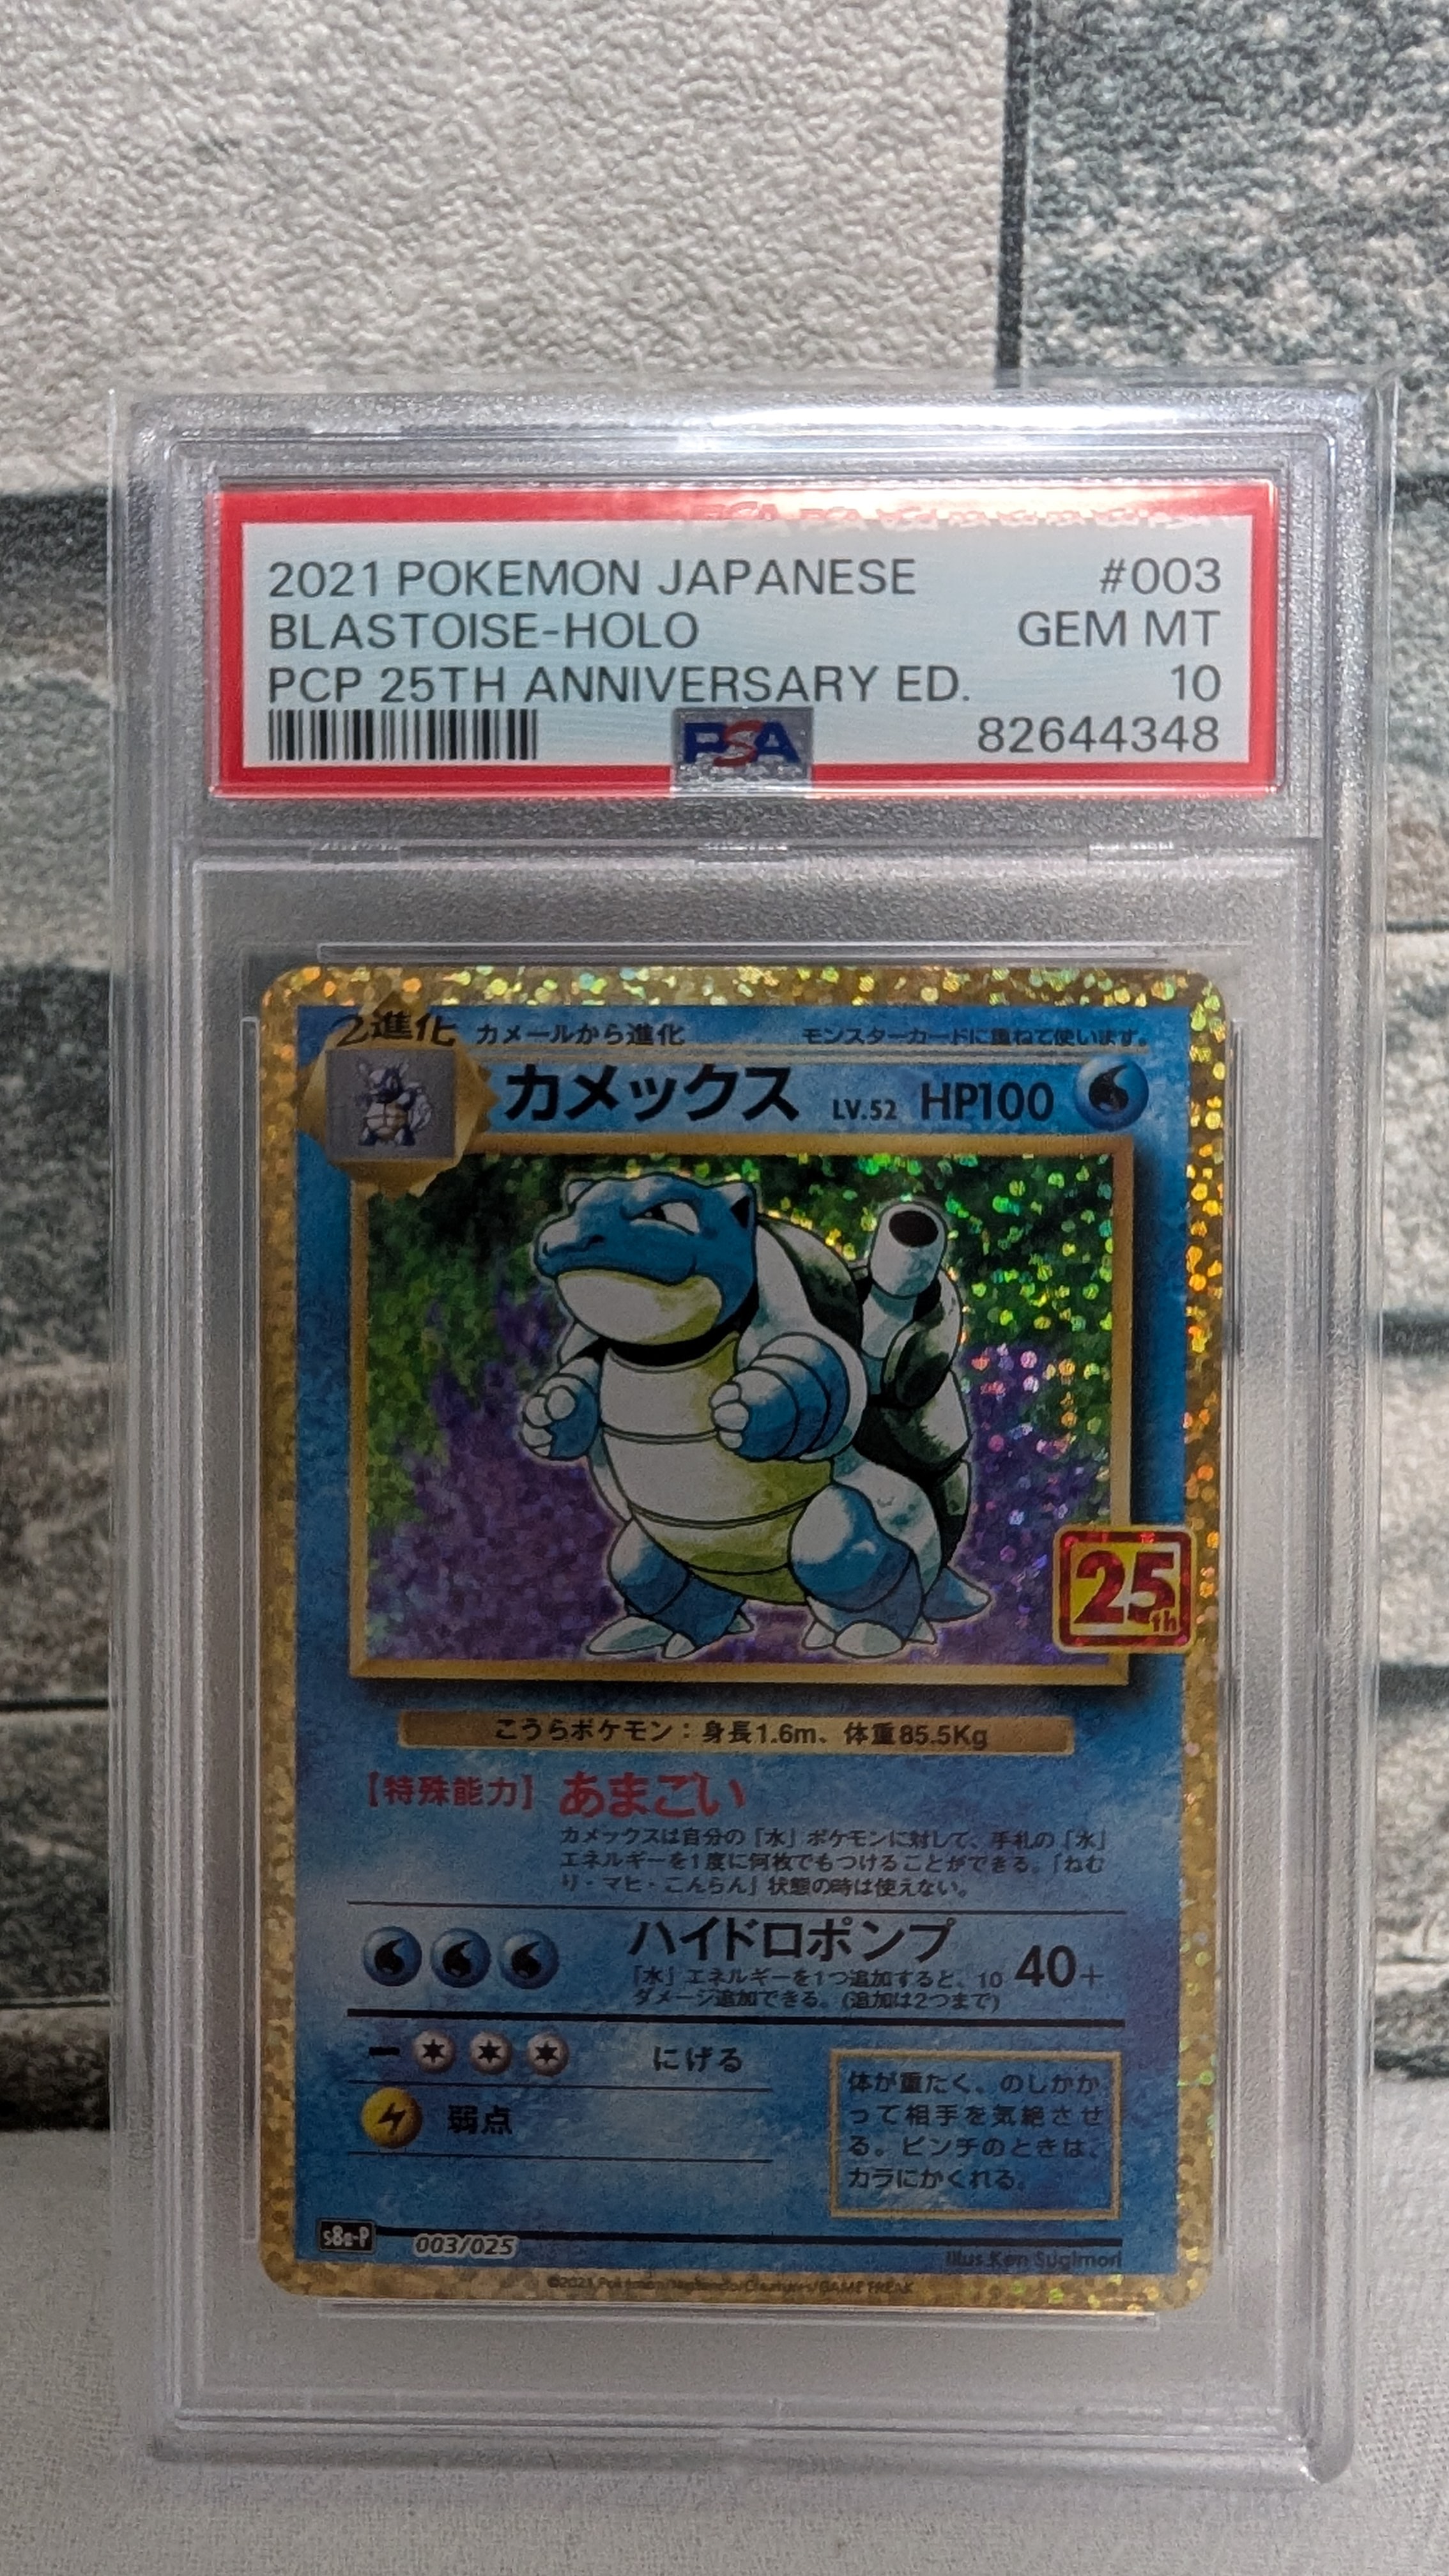 2021 POKEMON JAPANESE #003
BLASTOISE-HOLO GEM MT
PCP 25TH ANNIVERSARY ED. 10
PSA 82644348
2進化 カメールから進化 モンスターカードに重ねて使います。
カメックス LV.52 HP100
25th
こうらポケモン：身長1.6m、体重85.5Kg
【特殊能力】 あまごい
カメックスは自分の「水」ポケモンに対して、手札の「水」
エネルギーを1度に何枚でもつけることができる。「ねむ
り・マヒ・こんらん」状態の時は使えない。
ハイドロポンプ 40+
「水」エネルギーを1つ追加すると、10
ダメージ追加できる。(追加は2つまで)
にげる
弱点
体が重たく、のしかか
って相手を気絶させ
る。ピンチのときは、
カラにかくれる。
s8a-P 003/025
Illus.Ken Sugimori
©2021 Pokémon/Nintendo/Creatures/GAME FREAK